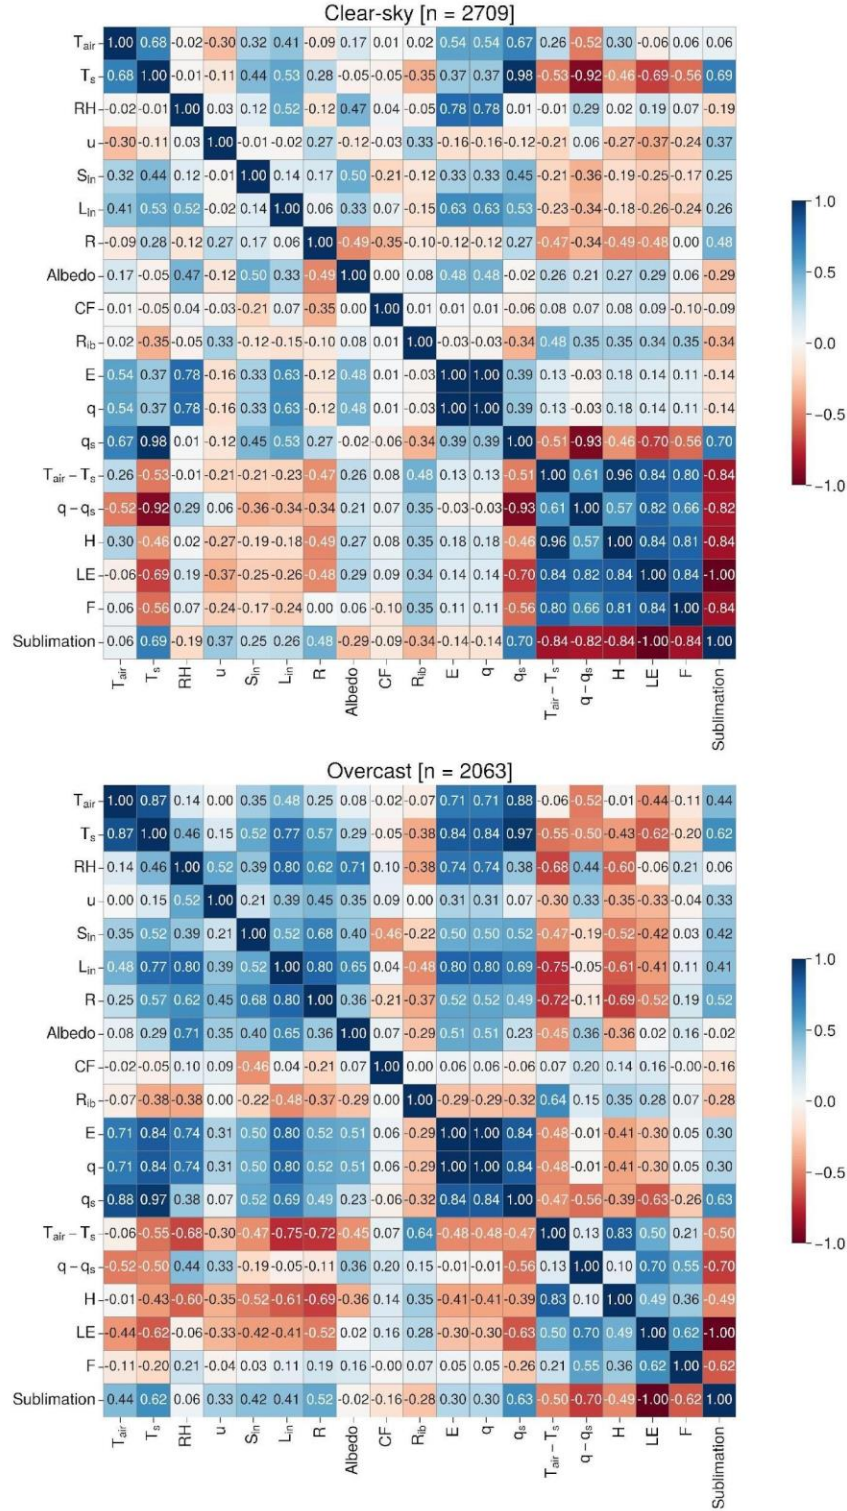 Clear-sky [n = 2709]
T_air 1.00 0.68 -0.02 -0.30 0.32 0.41 -0.09 0.17 0.01 0.02 0.54 0.54 0.67 0.26 -0.52 0.30 -0.06 0.06 0.06
T_s 0.68 1.00 -0.01 -0.11 0.44 0.53 0.28 -0.05 -0.05 -0.35 0.37 0.37 0.98 -0.53 -0.92 -0.46 -0.69 -0.56 0.69
RH -0.02 -0.01 1.00 0.03 0.12 0.52 -0.12 0.47 0.04 -0.05 0.78 0.78 0.01 -0.01 0.29 0.02 0.19 0.07 -0.19
u -0.30 -0.11 0.03 1.00 -0.01 -0.02 0.27 -0.12 -0.03 0.33 -0.16 -0.16 -0.12 -0.21 0.06 -0.27 -0.37 -0.24 0.37
S_in 0.32 0.44 0.12 -0.01 1.00 0.14 0.17 0.50 -0.21 -0.12 0.33 0.33 0.45 -0.21 -0.36 -0.19 -0.25 -0.17 0.25
L_in 0.41 0.53 0.52 -0.02 0.14 1.00 0.06 0.33 0.07 -0.15 0.63 0.63 0.53 -0.23 -0.34 -0.18 -0.26 -0.24 0.26
R -0.09 0.28 -0.12 0.27 0.17 0.06 1.00 -0.49 -0.35 -0.10 -0.12 -0.12 0.27 -0.47 -0.34 -0.49 -0.48 0.00 0.48
Albedo 0.17 -0.05 0.47 -0.12 0.50 0.33 -0.49 1.00 0.00 0.08 0.48 0.48 -0.02 0.26 0.21 0.27 0.29 0.06 -0.29
CF 0.01 -0.05 0.04 -0.03 -0.21 0.07 -0.35 0.00 1.00 0.01 0.01 0.01 -0.06 0.08 0.07 0.08 0.09 -0.10 -0.09
R_ib 0.02 -0.35 -0.05 0.33 -0.12 -0.15 -0.10 0.08 0.01 1.00 -0.03 -0.03 -0.34 0.48 0.35 0.35 0.34 0.35 -0.34
E 0.54 0.37 0.78 -0.16 0.33 0.63 -0.12 0.48 0.01 -0.03 1.00 1.00 0.39 0.13 -0.03 0.18 0.14 0.11 -0.14
q 0.54 0.37 0.78 -0.16 0.33 0.63 -0.12 0.48 0.01 -0.03 1.00 1.00 0.39 0.13 -0.03 0.18 0.14 0.11 -0.14
q_s 0.67 0.98 0.01 -0.12 0.45 0.53 0.27 -0.02 -0.06 -0.34 0.39 0.39 1.00 -0.51 -0.93 -0.46 -0.70 -0.56 0.70
T_air − T_s 0.26 -0.53 -0.01 -0.21 -0.21 -0.23 -0.47 0.26 0.08 0.48 0.13 0.13 -0.51 1.00 0.61 0.96 0.84 0.80 -0.84
q − q_s -0.52 -0.92 0.29 0.06 -0.36 -0.34 -0.34 0.21 0.07 0.35 -0.03 -0.03 -0.93 0.61 1.00 0.57 0.82 0.66 -0.82
H 0.30 -0.46 0.02 -0.27 -0.19 -0.18 -0.49 0.27 0.08 0.35 0.18 0.18 -0.46 0.96 0.57 1.00 0.84 0.81 -0.84
LE -0.06 -0.69 0.19 -0.37 -0.25 -0.26 -0.48 0.29 0.09 0.34 0.14 0.14 -0.70 0.84 0.82 0.84 1.00 0.84 -1.00
F 0.06 -0.56 0.07 -0.24 -0.17 -0.24 0.00 0.06 -0.10 0.35 0.11 0.11 -0.56 0.80 0.66 0.81 0.84 1.00 -0.84
Sublimation 0.06 0.69 -0.19 0.37 0.25 0.26 0.48 -0.29 -0.09 -0.34 -0.14 -0.14 0.70 -0.84 -0.82 -0.84 -1.00 -0.84 1.00
T_air T_s RH u S_in L_in R Albedo CF R_ib E q q_s T_air − T_s q − q_s H LE F Sublimation
1.0
0.5
0.0
−0.5
−1.0
Overcast [n = 2063]
T_air 1.00 0.87 0.14 0.00 0.35 0.48 0.25 0.08 -0.02 -0.07 0.71 0.71 0.88 -0.06 -0.52 -0.01 -0.44 -0.11 0.44
T_s 0.87 1.00 0.46 0.15 0.52 0.77 0.57 0.29 -0.05 -0.38 0.84 0.84 0.97 -0.55 -0.50 -0.43 -0.62 -0.20 0.62
RH 0.14 0.46 1.00 0.52 0.39 0.80 0.62 0.71 0.10 -0.38 0.74 0.74 0.38 -0.68 0.44 -0.60 -0.06 0.21 0.06
u 0.00 0.15 0.52 1.00 0.21 0.39 0.45 0.35 0.09 0.00 0.31 0.31 0.07 -0.30 0.33 -0.35 -0.33 -0.04 0.33
S_in 0.35 0.52 0.39 0.21 1.00 0.52 0.68 0.40 -0.46 -0.22 0.50 0.50 0.52 -0.47 -0.19 -0.52 -0.42 0.03 0.42
L_in 0.48 0.77 0.80 0.39 0.52 1.00 0.80 0.65 0.04 -0.48 0.80 0.80 0.69 -0.75 -0.05 -0.61 -0.41 0.11 0.41
R 0.25 0.57 0.62 0.45 0.68 0.80 1.00 0.36 -0.21 -0.37 0.52 0.52 0.49 -0.72 -0.11 -0.69 -0.52 0.19 0.52
Albedo 0.08 0.29 0.71 0.35 0.40 0.65 0.36 1.00 0.07 -0.29 0.51 0.51 0.23 -0.45 0.36 -0.36 0.02 0.16 -0.02
CF -0.02 -0.05 0.10 0.09 -0.46 0.04 -0.21 0.07 1.00 0.00 0.06 0.06 -0.06 0.07 0.20 0.14 0.16 -0.00 -0.16
R_ib -0.07 -0.38 -0.38 0.00 -0.22 -0.48 -0.37 -0.29 0.00 1.00 -0.29 -0.29 -0.32 0.64 0.15 0.35 0.28 0.07 -0.28
E 0.71 0.84 0.74 0.31 0.50 0.80 0.52 0.51 0.06 -0.29 1.00 1.00 0.84 -0.48 -0.01 -0.41 -0.30 0.05 0.30
q 0.71 0.84 0.74 0.31 0.50 0.80 0.52 0.51 0.06 -0.29 1.00 1.00 0.84 -0.48 -0.01 -0.41 -0.30 0.05 0.30
q_s 0.88 0.97 0.38 0.07 0.52 0.69 0.49 0.23 -0.06 -0.32 0.84 0.84 1.00 -0.47 -0.56 -0.39 -0.63 -0.26 0.63
T_air − T_s -0.06 -0.55 -0.68 -0.30 -0.47 -0.75 -0.72 -0.45 0.07 0.64 -0.48 -0.48 -0.47 1.00 0.13 0.83 0.50 0.21 -0.50
q − q_s -0.52 -0.50 0.44 0.33 -0.19 -0.05 -0.11 0.36 0.20 0.15 -0.01 -0.01 -0.56 0.13 1.00 0.10 0.70 0.55 -0.70
H -0.01 -0.43 -0.60 -0.35 -0.52 -0.61 -0.69 -0.36 0.14 0.35 -0.41 -0.41 -0.39 0.83 0.10 1.00 0.49 0.36 -0.49
LE -0.44 -0.62 -0.06 -0.33 -0.42 -0.41 -0.52 0.02 0.16 0.28 -0.30 -0.30 -0.63 0.50 0.70 0.49 1.00 0.62 -1.00
F -0.11 -0.20 0.21 -0.04 0.03 0.11 0.19 0.16 -0.00 0.07 0.05 0.05 -0.26 0.21 0.55 0.36 0.62 1.00 -0.62
Sublimation 0.44 0.62 0.06 0.33 0.42 0.41 0.52 -0.02 -0.16 -0.28 0.30 0.30 0.63 -0.50 -0.70 -0.49 -1.00 -0.62 1.00
T_air T_s RH u S_in L_in R Albedo CF R_ib E q q_s T_air − T_s q − q_s H LE F Sublimation
1.0
0.5
0.0
−0.5
−1.0